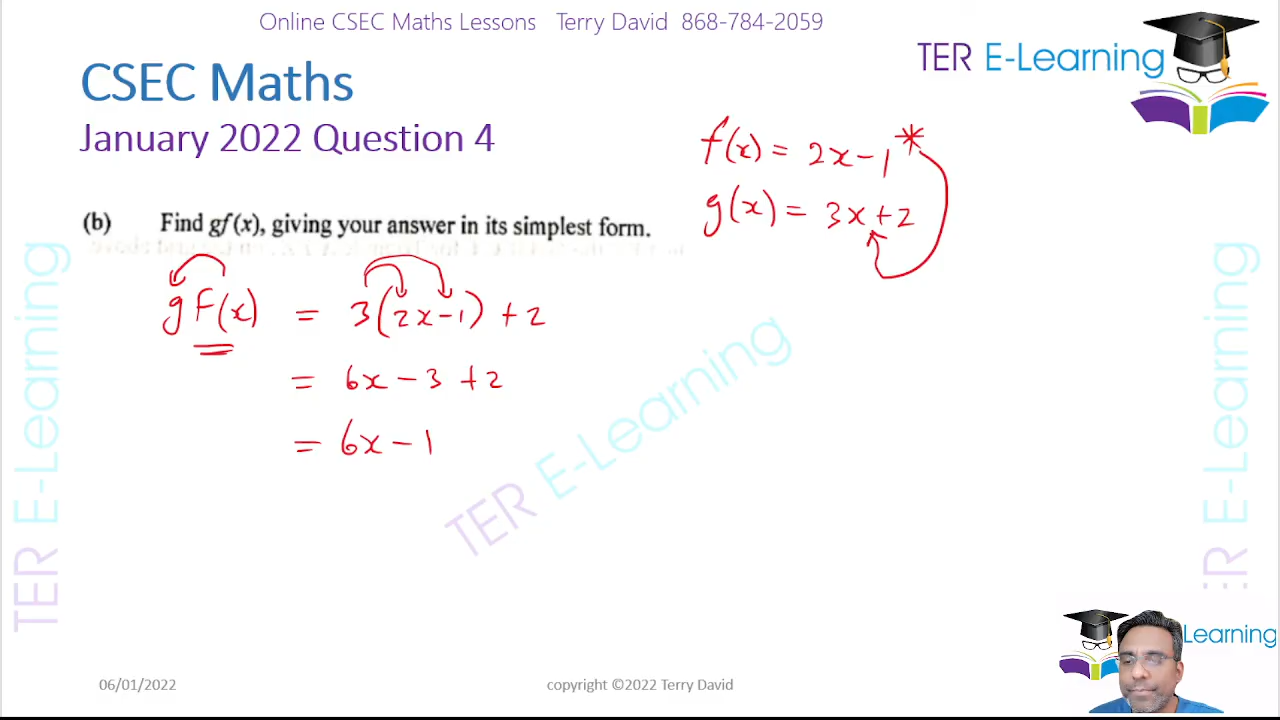 Online CSEC Maths Lessons Terry David 868-784-2059
TER E-Learning
CSEC Maths
January 2022 Question 4
f(x) = 2x - 1 *
g(x) = 3x + 2
(b) Find gf(x), giving your answer in its simplest form.
gf(x) = 3(2x - 1) + 2
= 6x - 3 + 2
= 6x - 1
TER E-Learning
TER E-Learning
ER E-Learning
Learning
06/01/2022
copyright ©2022 Terry David